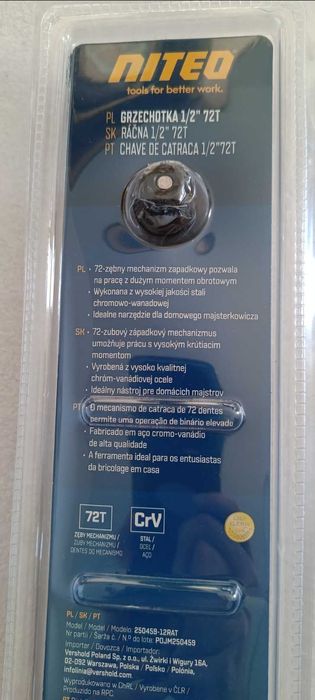 NITEO
tools for better work.
PL GRZECHOTKA 1/2" 72T
SK RÁČNA 1/2" 72T
PT CHAVE DE CATRACA 1/2"72T
PL • 72-zębny mechanizm zapadkowy pozwala
na pracę z dużym momentem obrotowym
• Wykonana z wysokiej jakości stali
chromowo-wanadowej
• Idealne narzędzie dla domowego majsterkowicza
SK • 72-zubový západkový mechanizmus
umožňuje prácu s vysokým krútiacim
momentom
• Vyrobená z vysoko kvalitnej
chróm-vanádiovej ocele
• Ideálny nástroj pre domácich majstrov
PT • O mecanismo de catraca de 72 dentes
permite uma operação de binário elevado
• Fabricado em aço cromo-vanádio
de alta qualidade
• A ferramenta ideal para os entusiastas
da bricolage em casa
72T CrV
ZĘBY MECHANIZMU /
ZUBY MECHANIZMU /
DENTES DO MECANISMO
STAL /
OCEĽ /
AÇO
PL / SK / PT
Model / Model / Modelo: 250459-12RAT
Nr partii / Šarža č. / N.º do lote: POJM250459
Importer / Dovozca / Importador:
Vershold Poland Sp. z o.o., ul. Żwirki i Wigury 16A,
02-092 Warszawa, Polska / Poľsko / Polónia,
infolinia@vershold.com
Wyprodukowano w ChRL / Vyrobené v ČLR /
Produzido na RPC